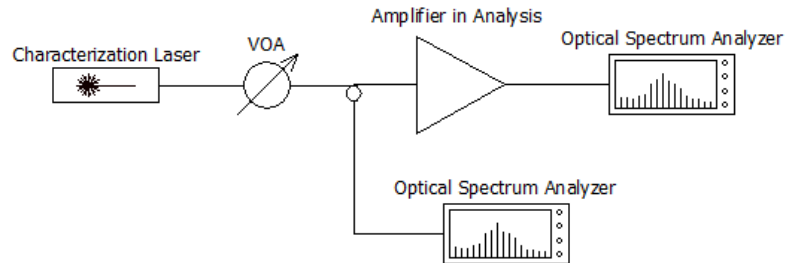 Amplifier in Analysis
Characterization Laser
VOA
Optical Spectrum Analyzer
Optical Spectrum Analyzer